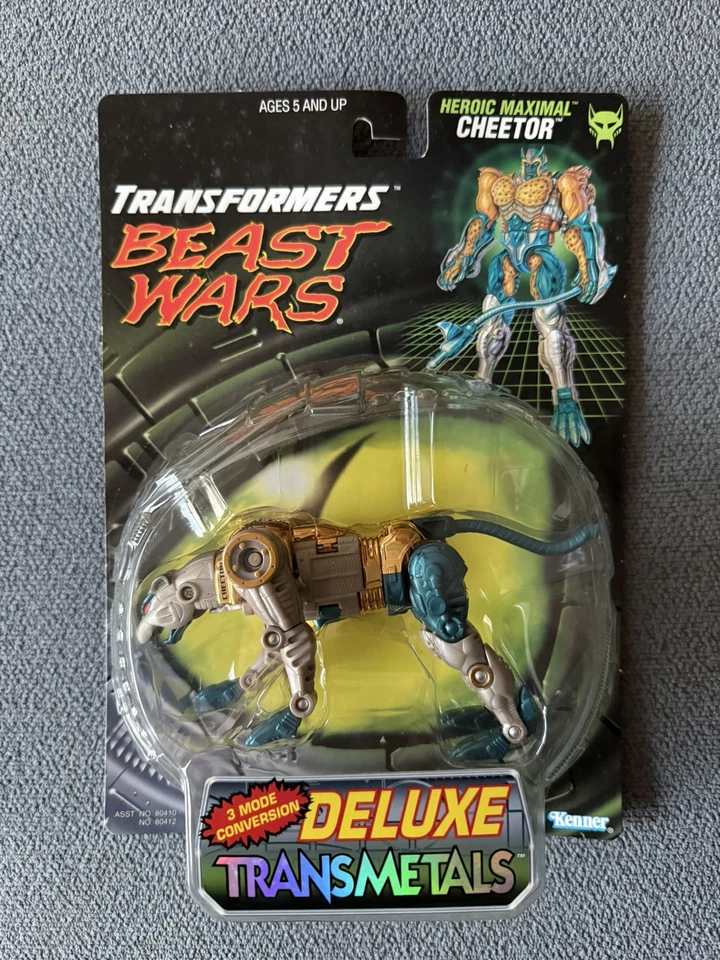 AGES 5 AND UP
HEROIC MAXIMAL™
CHEETOR™
TRANSFORMERS™
BEAST
WARS®
CHEETOR
ASST NO. 80410
NO. 80412
3 MODE
CONVERSION
DELUXE
TRANSMETALS™
Kenner®